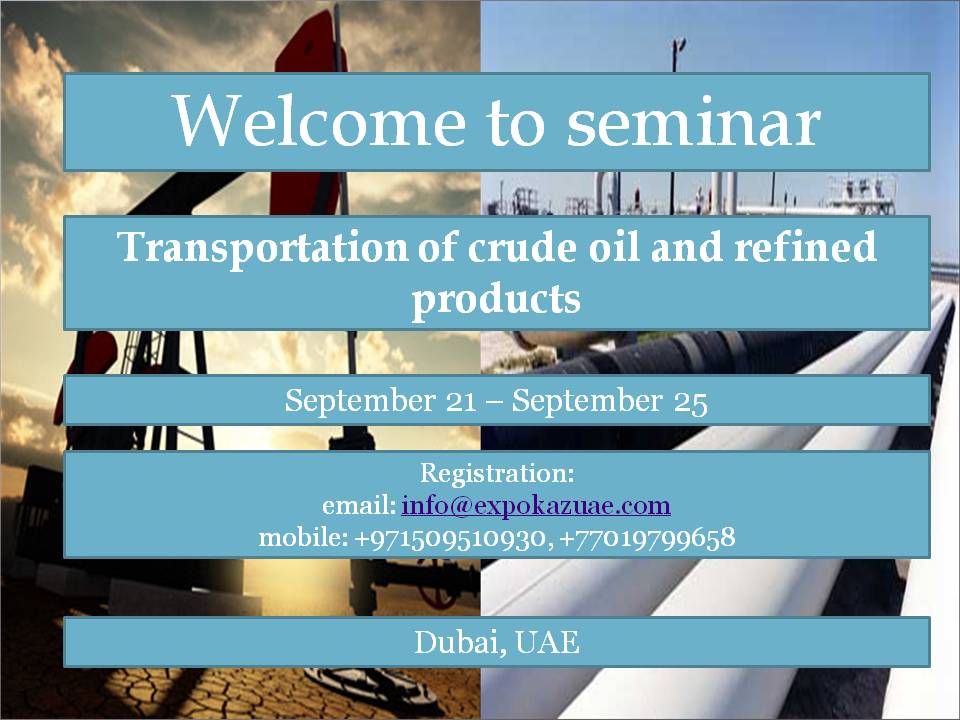 Welcome to seminar
Transportation of crude oil and refined
products
September 21 – September 25
Registration:
email: info@expokazuae.com
mobile: +971509510930, +77019799658
Dubai, UAE